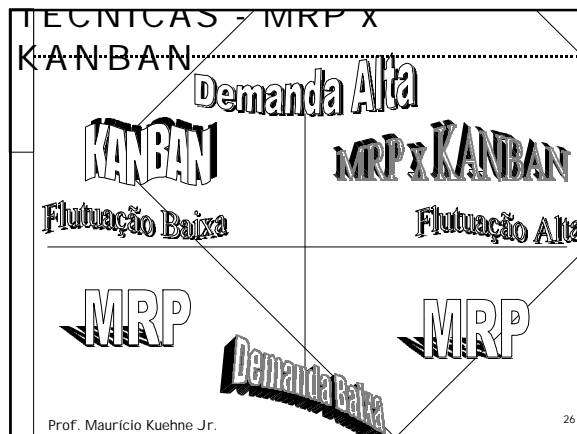 TÉCNICAS - MRP x
KANBAN
Demanda Alta
KANBAN
MRP x KANBAN
Flutuação Baixa
Flutuação Alta
MRP
MRP
Demanda Baixa
Prof. Maurício Kuehne Jr.
26